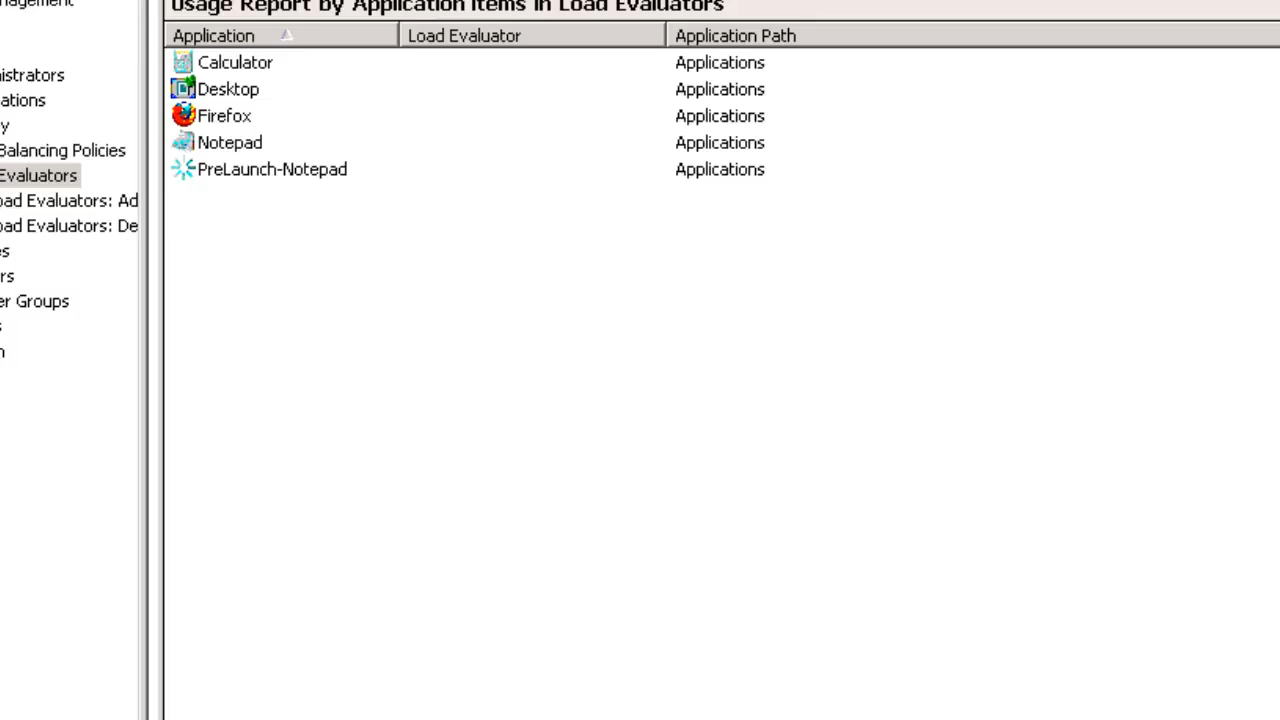 nagement
istrators
ations
y
Balancing Policies
Evaluators
oad Evaluators: Ad
oad Evaluators: De
es
rs
er Groups
s
n
Usage Report by Application Items in Load Evaluators
Application Load Evaluator Application Path
Calculator Applications
Desktop Applications
Firefox Applications
Notepad Applications
PreLaunch-Notepad Applications